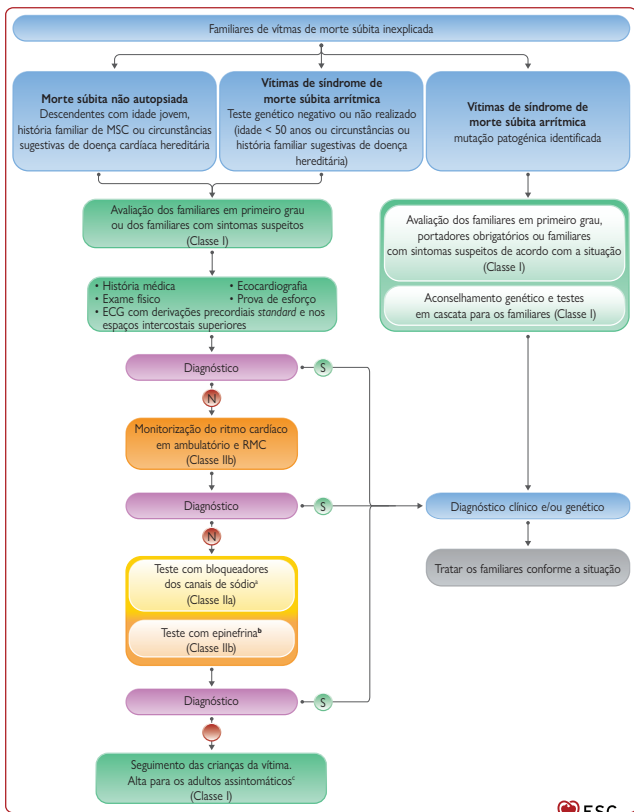 Familiares de vítmas de morte súbita inexplicada
Morte súbita não autopsiada
Descendentes com idade jovem,
história familiar de MSC ou circunstâncias
sugestivas de doença cardíaca hereditária
Vítimas de síndrome de
morte súbita arrítmica
Teste genético negativo ou não realizado
(idade < 50 anos ou circunstâncias ou
história familiar sugestivas de doença
hereditária)
Vítimas de síndrome de
morte súbita arrítmica
mutação patogénica identificada
Avaliação dos familiares em primeiro grau
ou dos familiares com sintomas suspeitos
(Classe I)
Avaliação dos familiares em primeiro grau,
portadores obrigatórios ou familiares
com sintomas suspeitos de acordo com a situação
(Classe I)
Aconselhamento genético e testes
em cascata para os familiares (Classe I)
• História médica
• Exame físico
• Ecocardiografia
• Prova de esforço
• ECG com derivações precordiais standard e nos
espaços intercostais superiores
Diagnóstico
S
N
Monitorização do ritmo cardíaco
em ambulatório e RMC
(Classe IIb)
Diagnóstico
S
Diagnóstico clínico e/ou genético
N
Tratar os familiares conforme a situação
Teste com bloqueadores
dos canais de sódioª
(Classe IIa)
Teste com epinefrinaᵇ
(Classe IIb)
Diagnóstico
S
Seguimento das crianças da vítima.
Alta para os adultos assintomáticosᶜ
(Classe I)
ESC